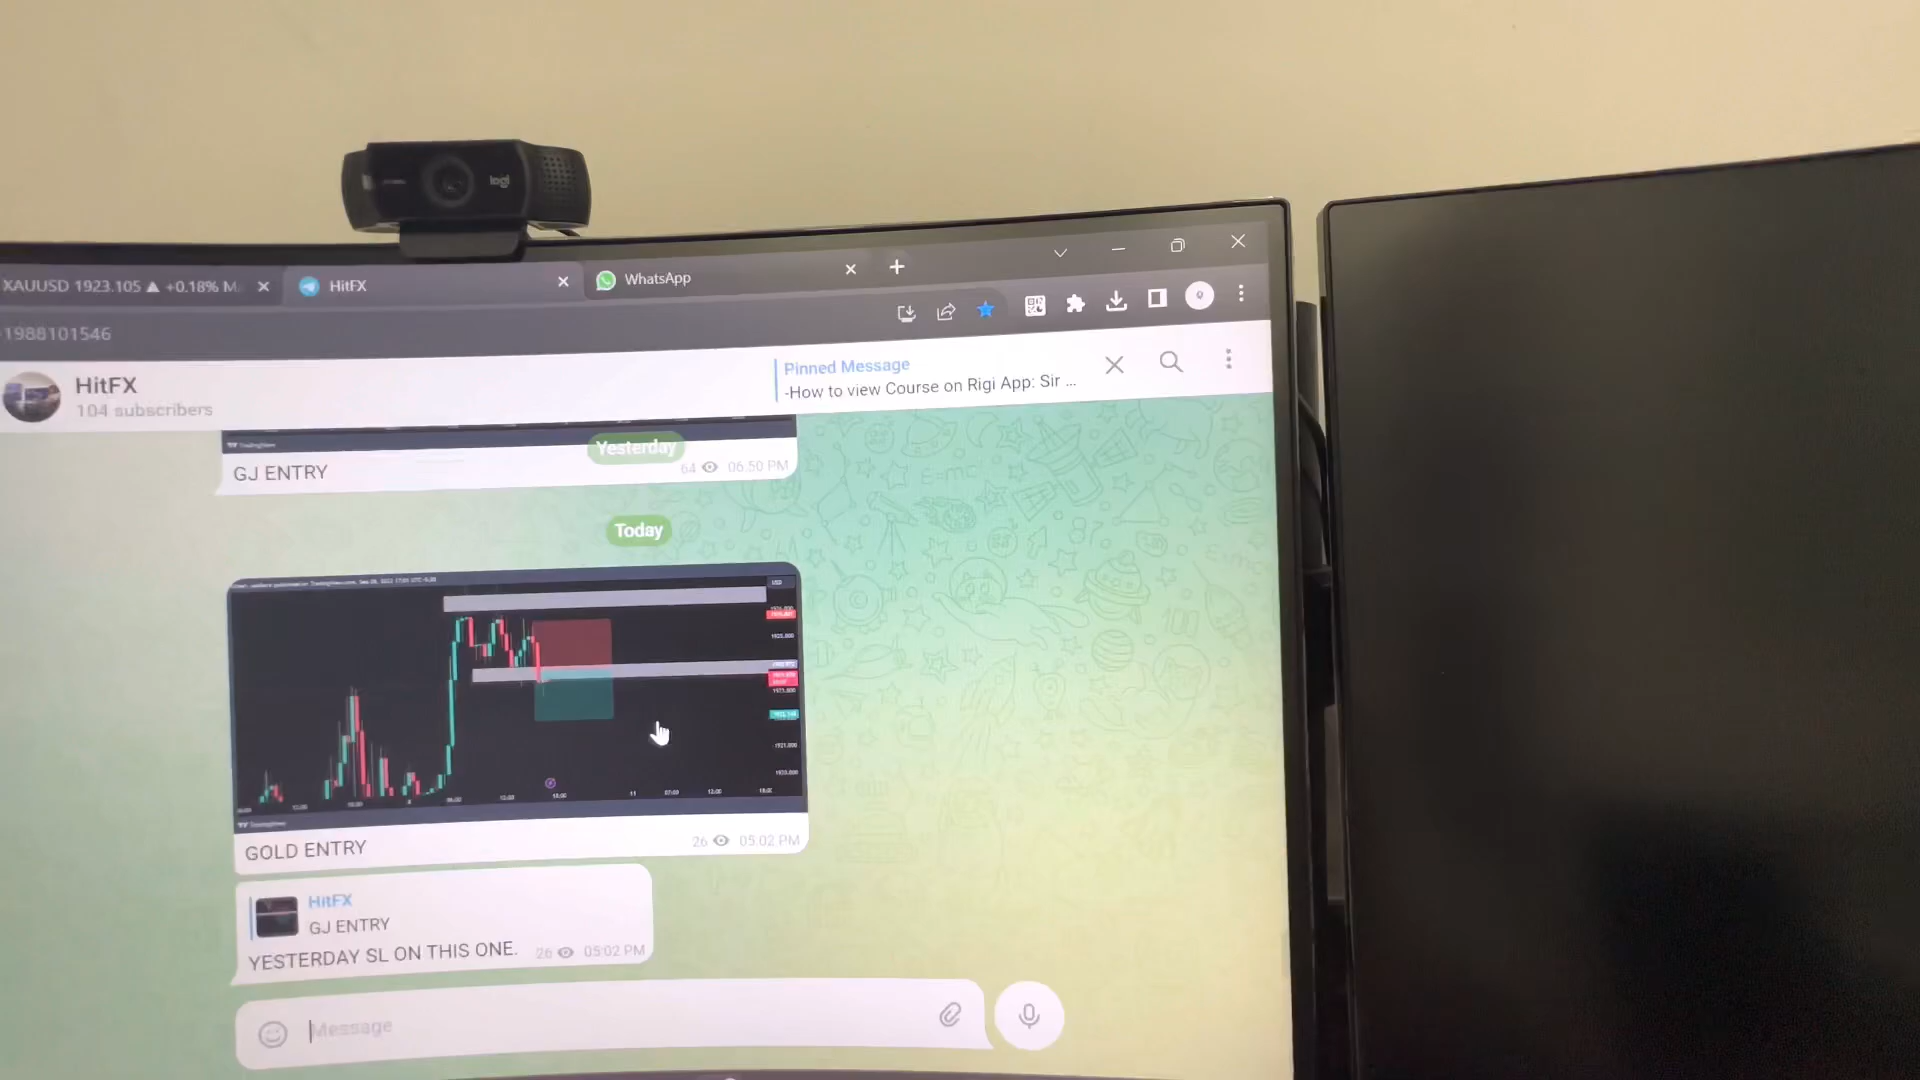 logi
XAUUSD 1923.105 ▲ +0.18%
HitFX
WhatsApp
1988101546
HitFX
104 subscribers
Pinned Message
-How to view Course on Rigi App: Sir ...
Yesterday
GJ ENTRY
64 06:50 PM
Today
USD
GOLD ENTRY
26 05:02 PM
HitFX
GJ ENTRY
YESTERDAY SL ON THIS ONE.
26 05:02 PM
Message